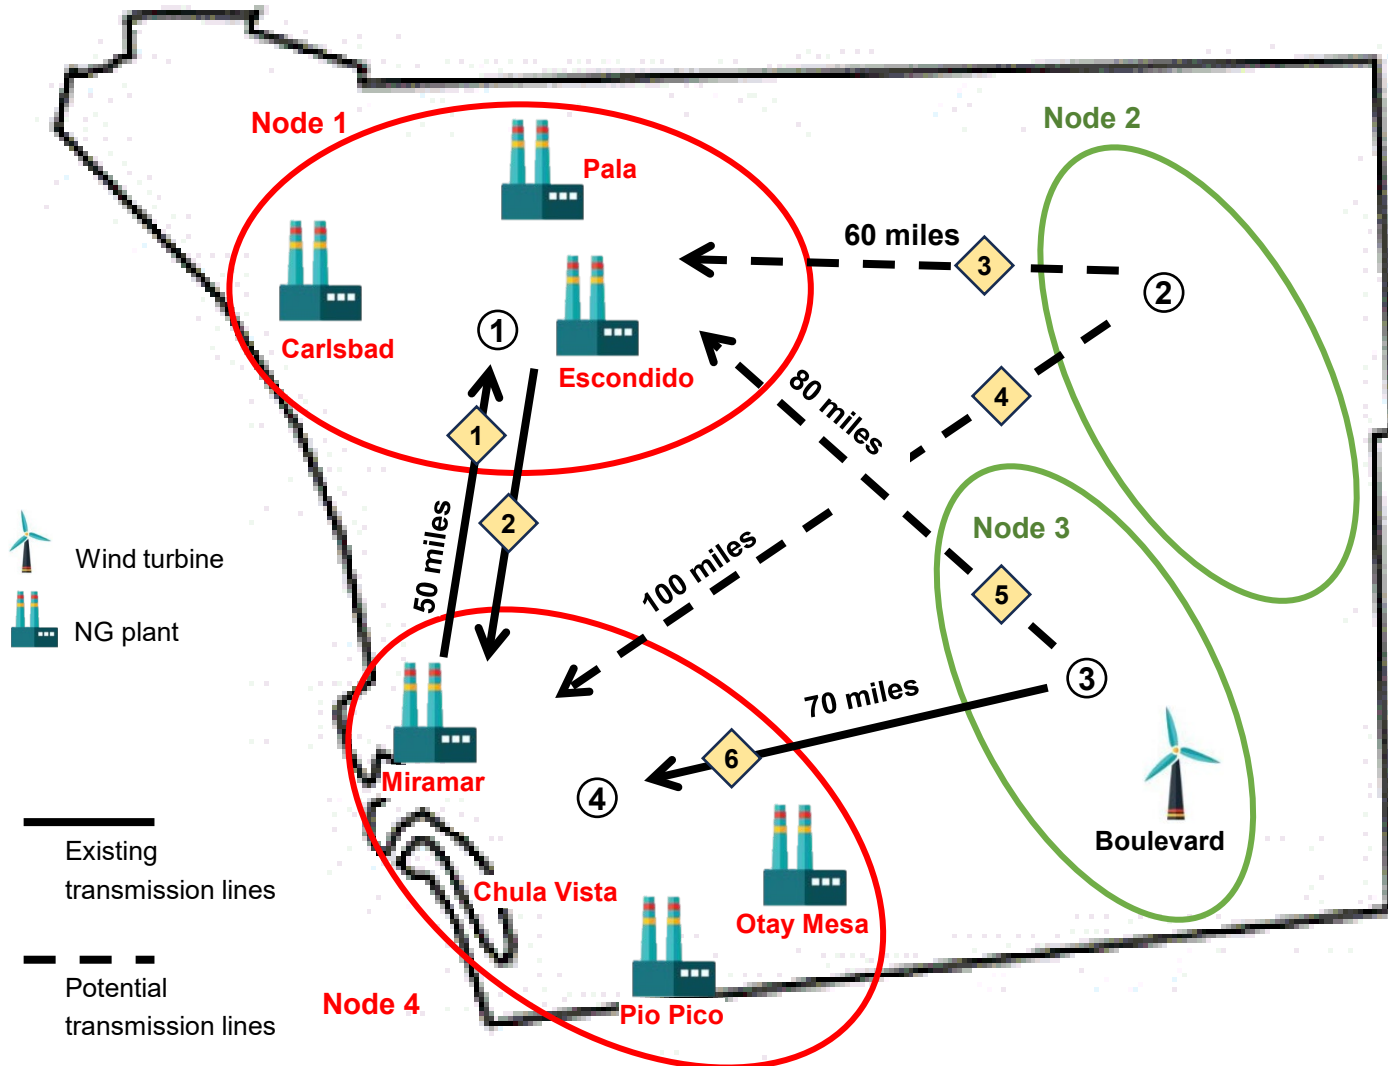 Node 1
Pala
Carlsbad
1
Escondido
Node 2
60 miles
3
2
4
80 miles
1
2
50 miles
100 miles
Node 3
5
3
70 miles
6
4
Boulevard
Miramar
Chula Vista
Otay Mesa
Pio Pico
Node 4
Wind turbine
NG plant
Existing
transmission lines
Potential
transmission lines